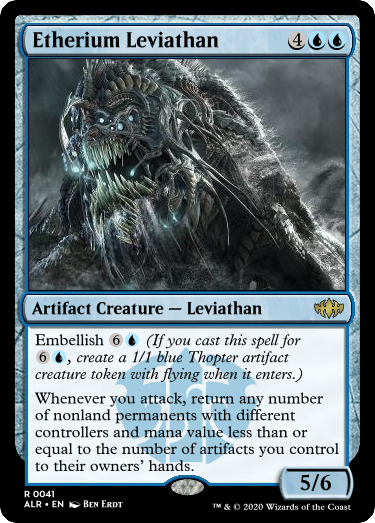 Etherium Leviathan 4
Artifact Creature — Leviathan
Embellish 6 (If you cast this spell for
6 , create a 1/1 blue Thopter artifact
creature token with flying when it enters.)
Whenever you attack, return any number
of nonland permanents with different
controllers and mana value less than or
equal to the number of artifacts you control
to their owners' hands.
5/6
R 0041
ALR • EN Ben Erdt
™ & © 2020 Wizards of the Coast